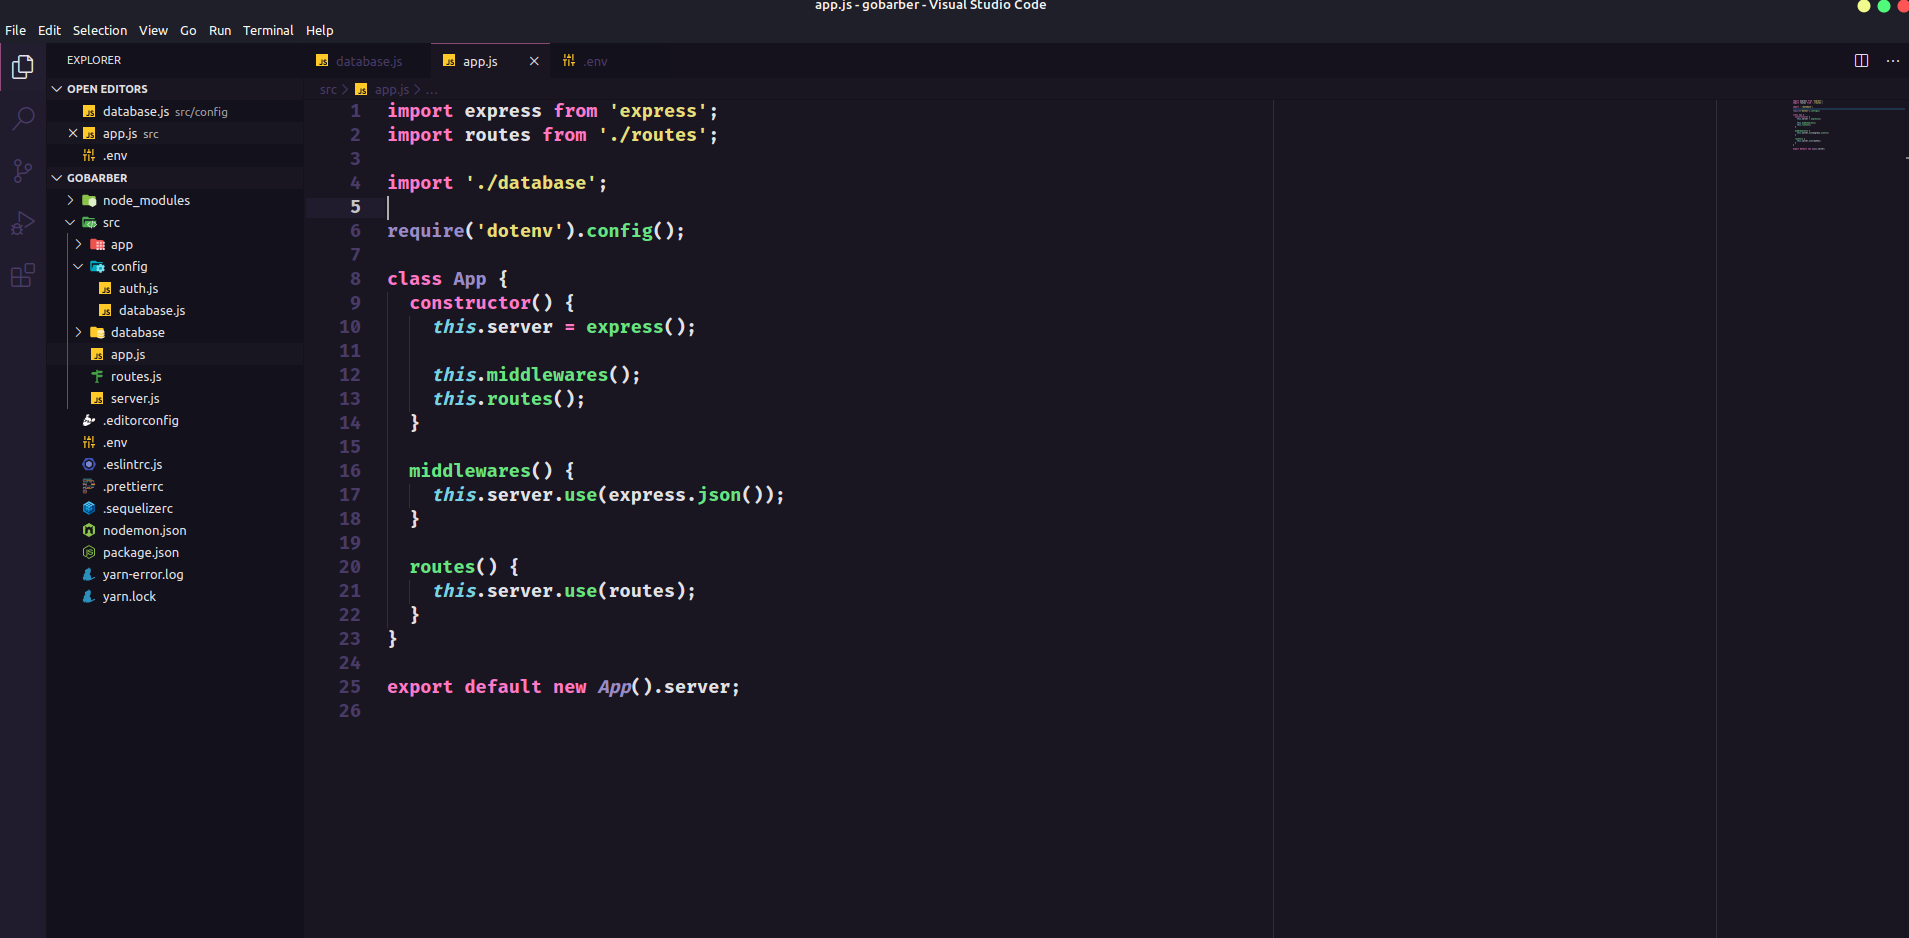 app.js - gobarber - Visual Studio Code
File Edit Selection View Go Run Terminal Help
EXPLORER
OPEN EDITORS
database.js src/config
app.js src
.env
GOBARBER
node_modules
src
app
config
auth.js
database.js
database
app.js
routes.js
server.js
.editorconfig
.env
.eslintrc.js
.prettierrc
.sequelizerc
nodemon.json
package.json
yarn-error.log
yarn.lock
database.js app.js .env
src > app.js > ...
1 import express from 'express';
2 import routes from './routes';
3
4 import './database';
5
6 require('dotenv').config();
7
8 class App {
9 constructor() {
10 this.server = express();
11
12 this.middlewares();
13 this.routes();
14 }
15
16 middlewares() {
17 this.server.use(express.json());
18 }
19
20 routes() {
21 this.server.use(routes);
22 }
23 }
24
25 export default new App().server;
26